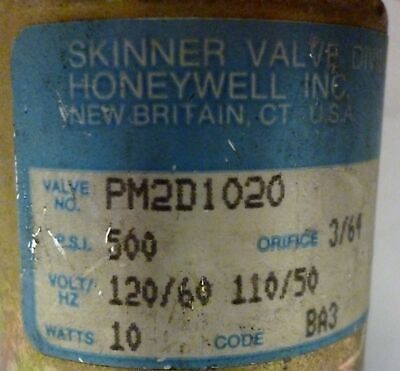 SKINNER VALVE DIV
HONEYWELL INC.
NEW BRITAIN, CT. U.S.A.
VALVE NO. PM2D1020
P.S.I. 500 ORIFICE 3/64
VOLT/HZ 120/60 110/50
WATTS 10 CODE BA3